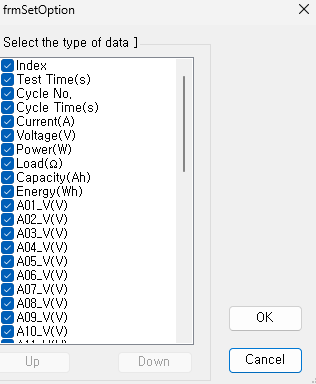 frmSetOption
Select the type of data ]
Index
Test Time(s)
Cycle No,
Cycle Time(s)
Current(A)
Voltage(V)
Power(W)
Load(Ω)
Capacity(Ah)
Energy(Wh)
A01_V(V)
A02_V(V)
A03_V(V)
A04_V(V)
A05_V(V)
A06_V(V)
A07_V(V)
A08_V(V)
A09_V(V)
A10_V(V)
Up
Down
OK
Cancel